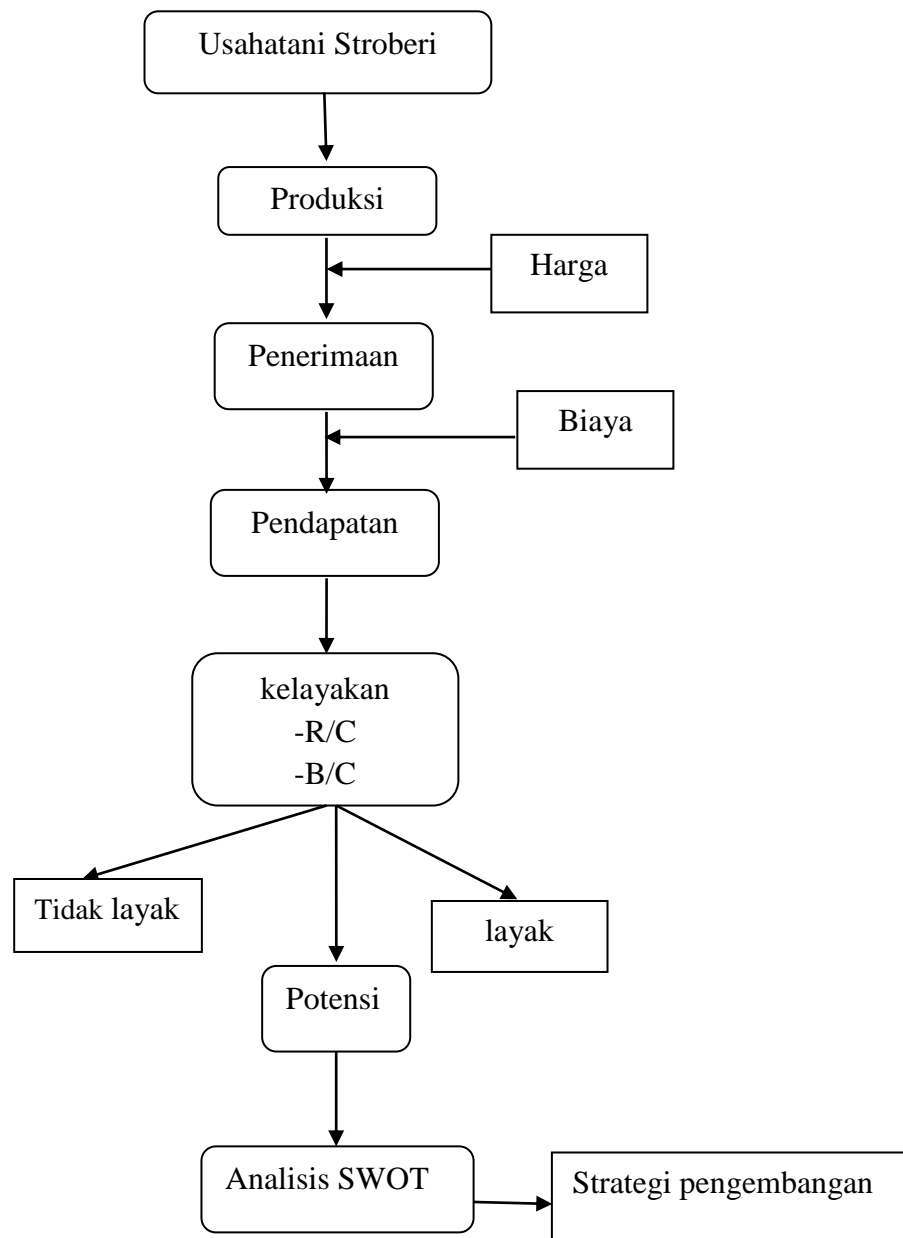 Usahatani Stroberi
Produksi
Harga
Penerimaan
Biaya
Pendapatan
kelayakan
-R/C
-B/C
Tidak layak
layak
Potensi
Analisis SWOT
Strategi pengembangan